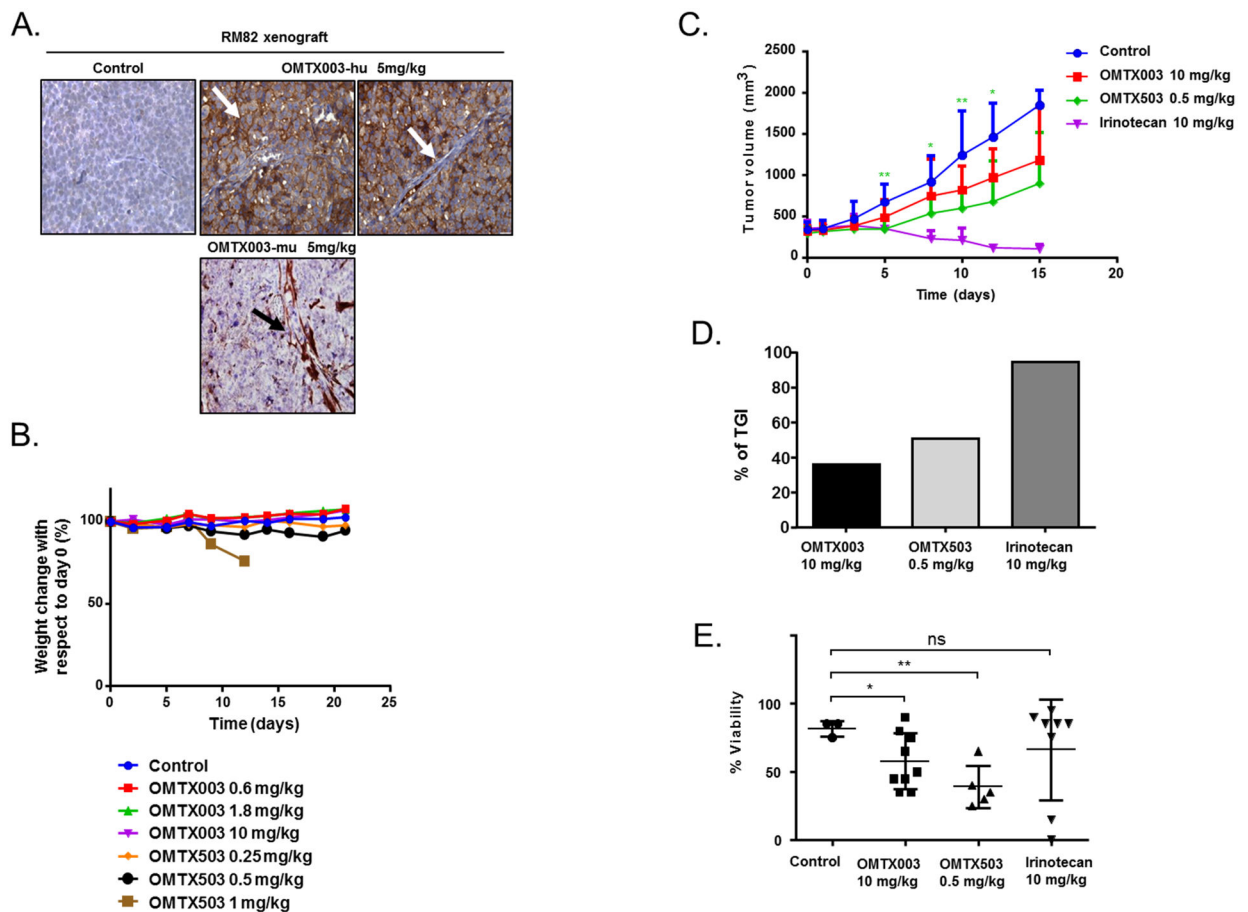 A.
RM82 xenograft
Control
OMTX003-hu 5mg/kg
OMTX003-mu 5mg/kg
B.
Weight change with
respect to day 0 (%)
100
50
0
0 5 10 15 20 25
Time (days)
Control
OMTX003 0.6 mg/kg
OMTX003 1.8 mg/kg
OMTX003 10 mg/kg
OMTX503 0.25 mg/kg
OMTX503 0.5 mg/kg
OMTX503 1 mg/kg
C.
Tumor volume (mm³)
2500
2000
1500
1000
500
0
** * ** *
0 5 10 15 20
Time (days)
Control
OMTX003 10 mg/kg
OMTX503 0.5 mg/kg
Irinotecan 10 mg/kg
D.
% of TGI
100
80
60
40
20
0
OMTX003 OMTX503 Irinotecan
10 mg/kg 0.5 mg/kg 10 mg/kg
E.
ns
**
*
% Viability
100
50
0
Control OMTX003 OMTX503 Irinotecan
10 mg/kg 0.5 mg/kg 10 mg/kg